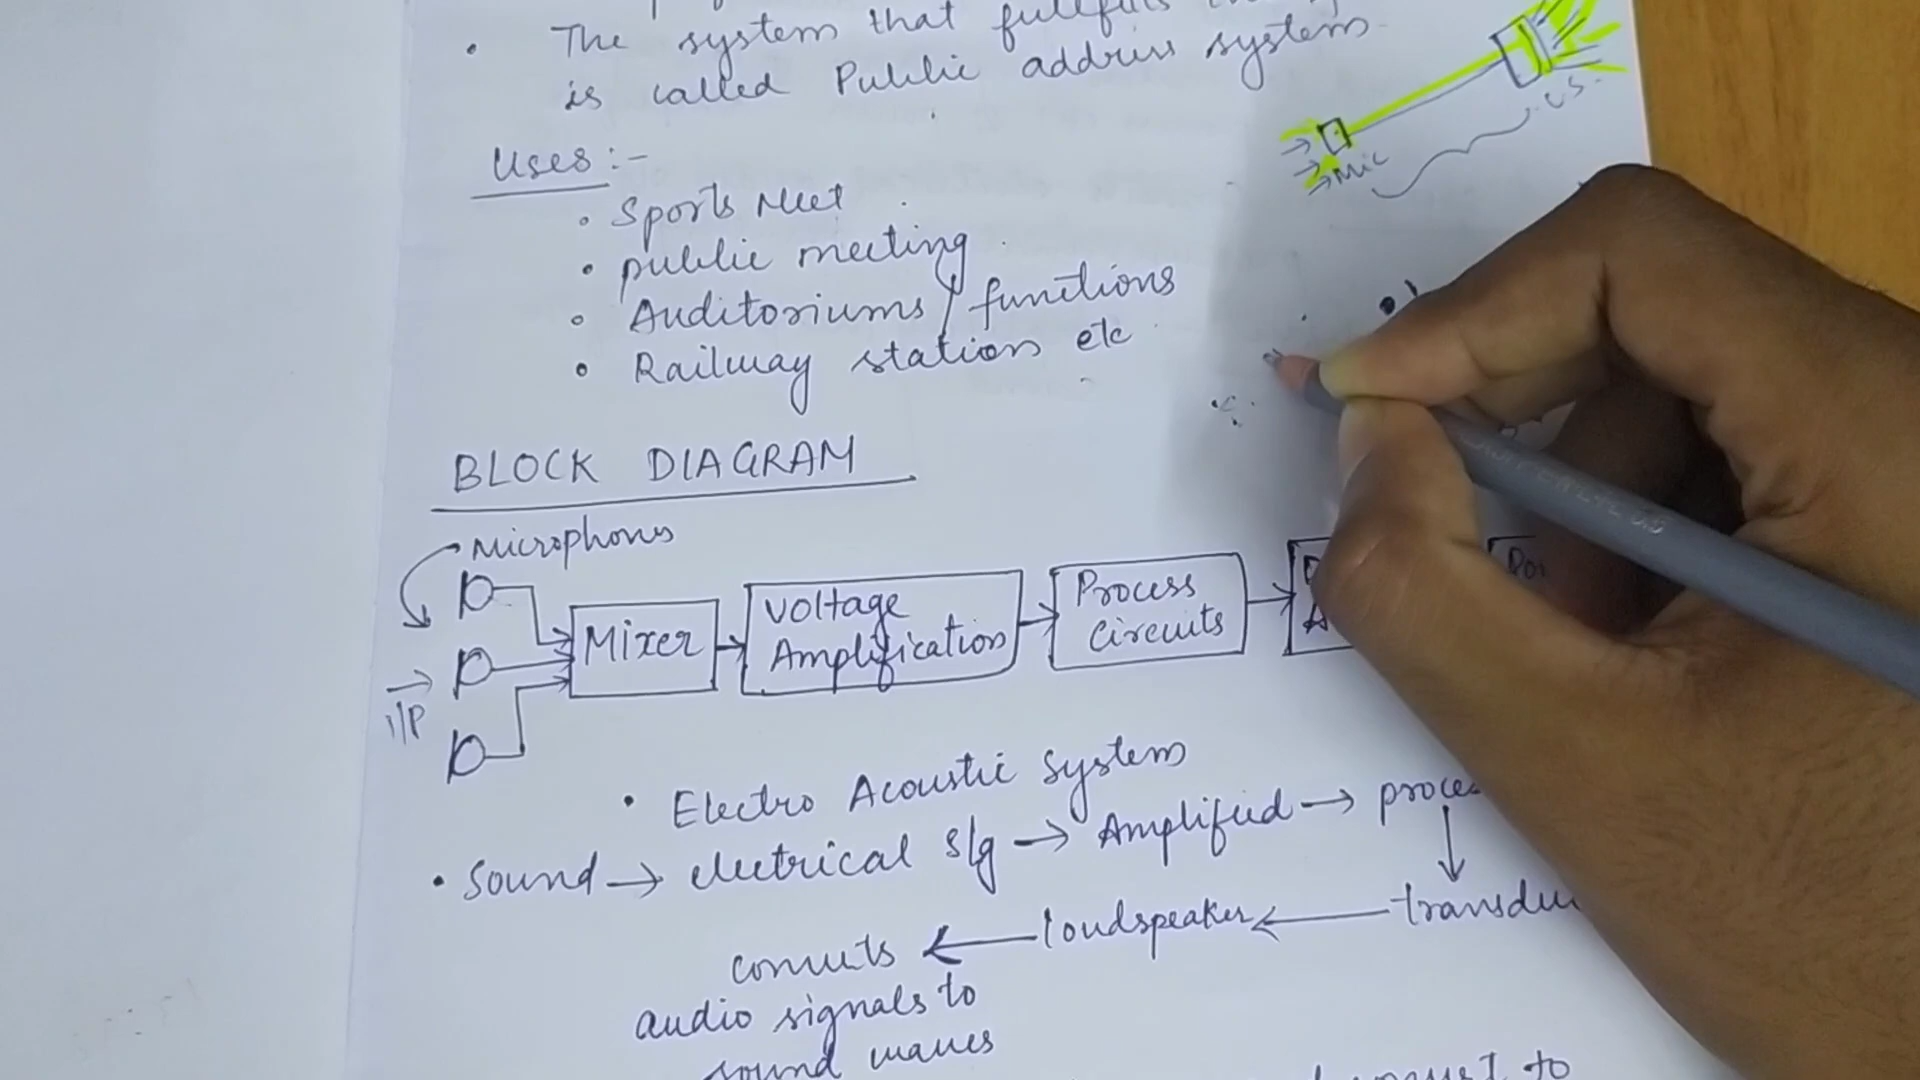 • The system that
is called Public address system
L.S.
Mic
Uses :-
• Sports Meet
• public meeting
• Auditoriums / functions
• Railway station etc
BLOCK DIAGRAM
Microphones
I/P
Mixer
Voltage
Amplification
Process
Circuits
• Electro Acoustic System
• Sound → electrical s/g → Amplified →
← loudspeaker ←
audio signals to
sound waves
to